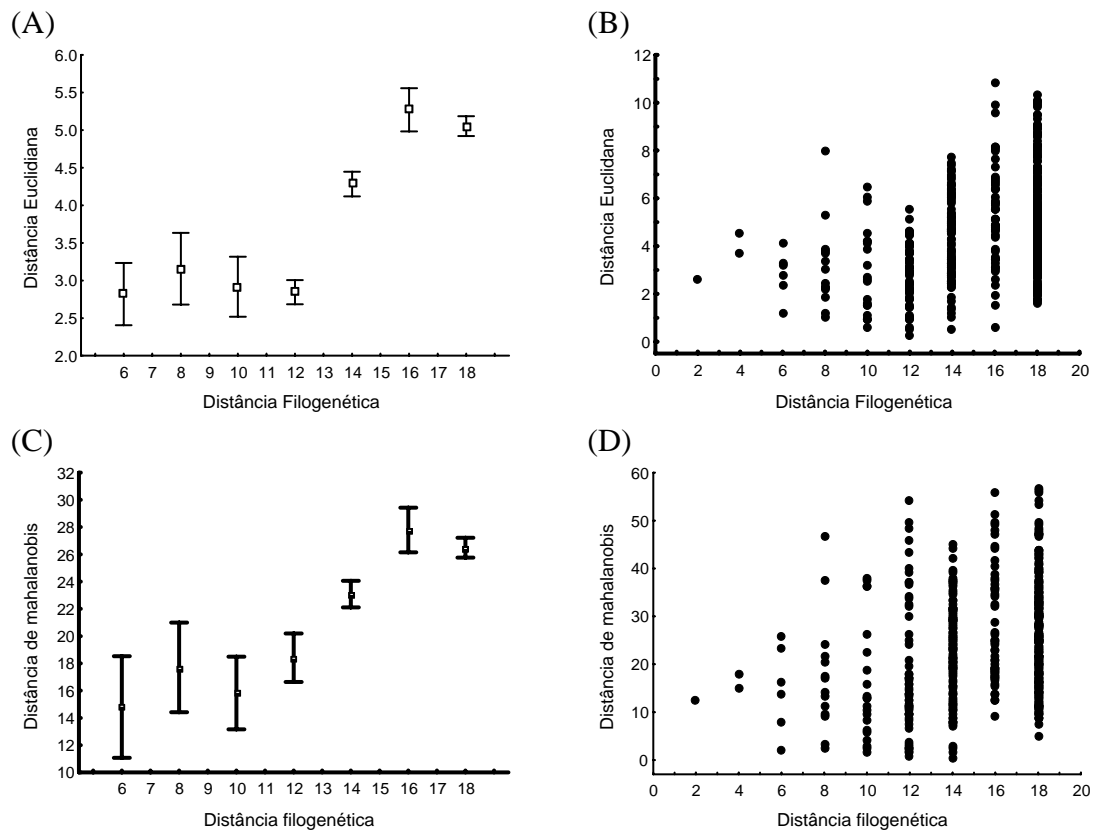 (A)
6.0
5.5
5.0
4.5
4.0
3.5
3.0
2.5
2.0
Distância Euclidiana
6 7 8 9 10 11 12 13 14 15 16 17 18
Distância Filogenética
(B)
12
10
8
6
4
2
0
Distância Euclidana
0 2 4 6 8 10 12 14 16 18 20
Distância Filogenética
(C)
32
30
28
26
24
22
20
18
16
14
12
10
Distância de mahalanobis
6 7 8 9 10 11 12 13 14 15 16 17 18
Distância filogenética
(D)
60
50
40
30
20
10
0
Distância de mahalanobis
0 2 4 6 8 10 12 14 16 18 20
Distância filogenética